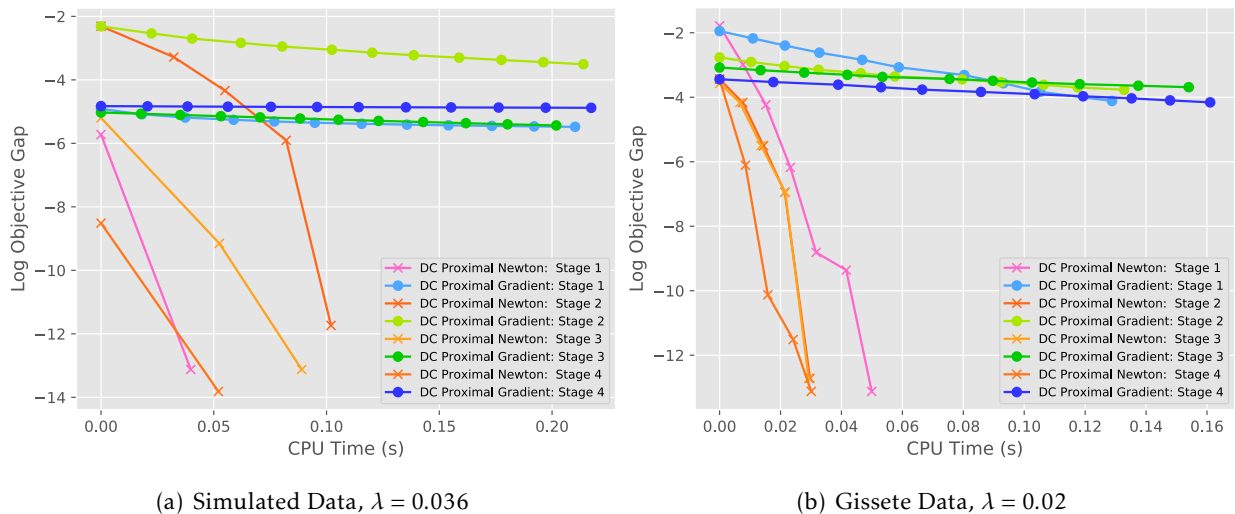 −2
−4
−6
−8
−10
−12
−14
Log Objective Gap
0.00 0.05 0.10 0.15 0.20
CPU Time (s)
DC Proximal Newton: Stage 1
DC Proximal Gradient: Stage 1
DC Proximal Newton: Stage 2
DC Proximal Gradient: Stage 2
DC Proximal Newton: Stage 3
DC Proximal Gradient: Stage 3
DC Proximal Newton: Stage 4
DC Proximal Gradient: Stage 4
(a) Simulated Data, λ = 0.036
−2
−4
−6
−8
−10
−12
Log Objective Gap
0.00 0.02 0.04 0.06 0.08 0.10 0.12 0.14 0.16
CPU Time (s)
DC Proximal Newton: Stage 1
DC Proximal Gradient: Stage 1
DC Proximal Newton: Stage 2
DC Proximal Gradient: Stage 2
DC Proximal Newton: Stage 3
DC Proximal Gradient: Stage 3
DC Proximal Newton: Stage 4
DC Proximal Gradient: Stage 4
(b) Gissete Data, λ = 0.02